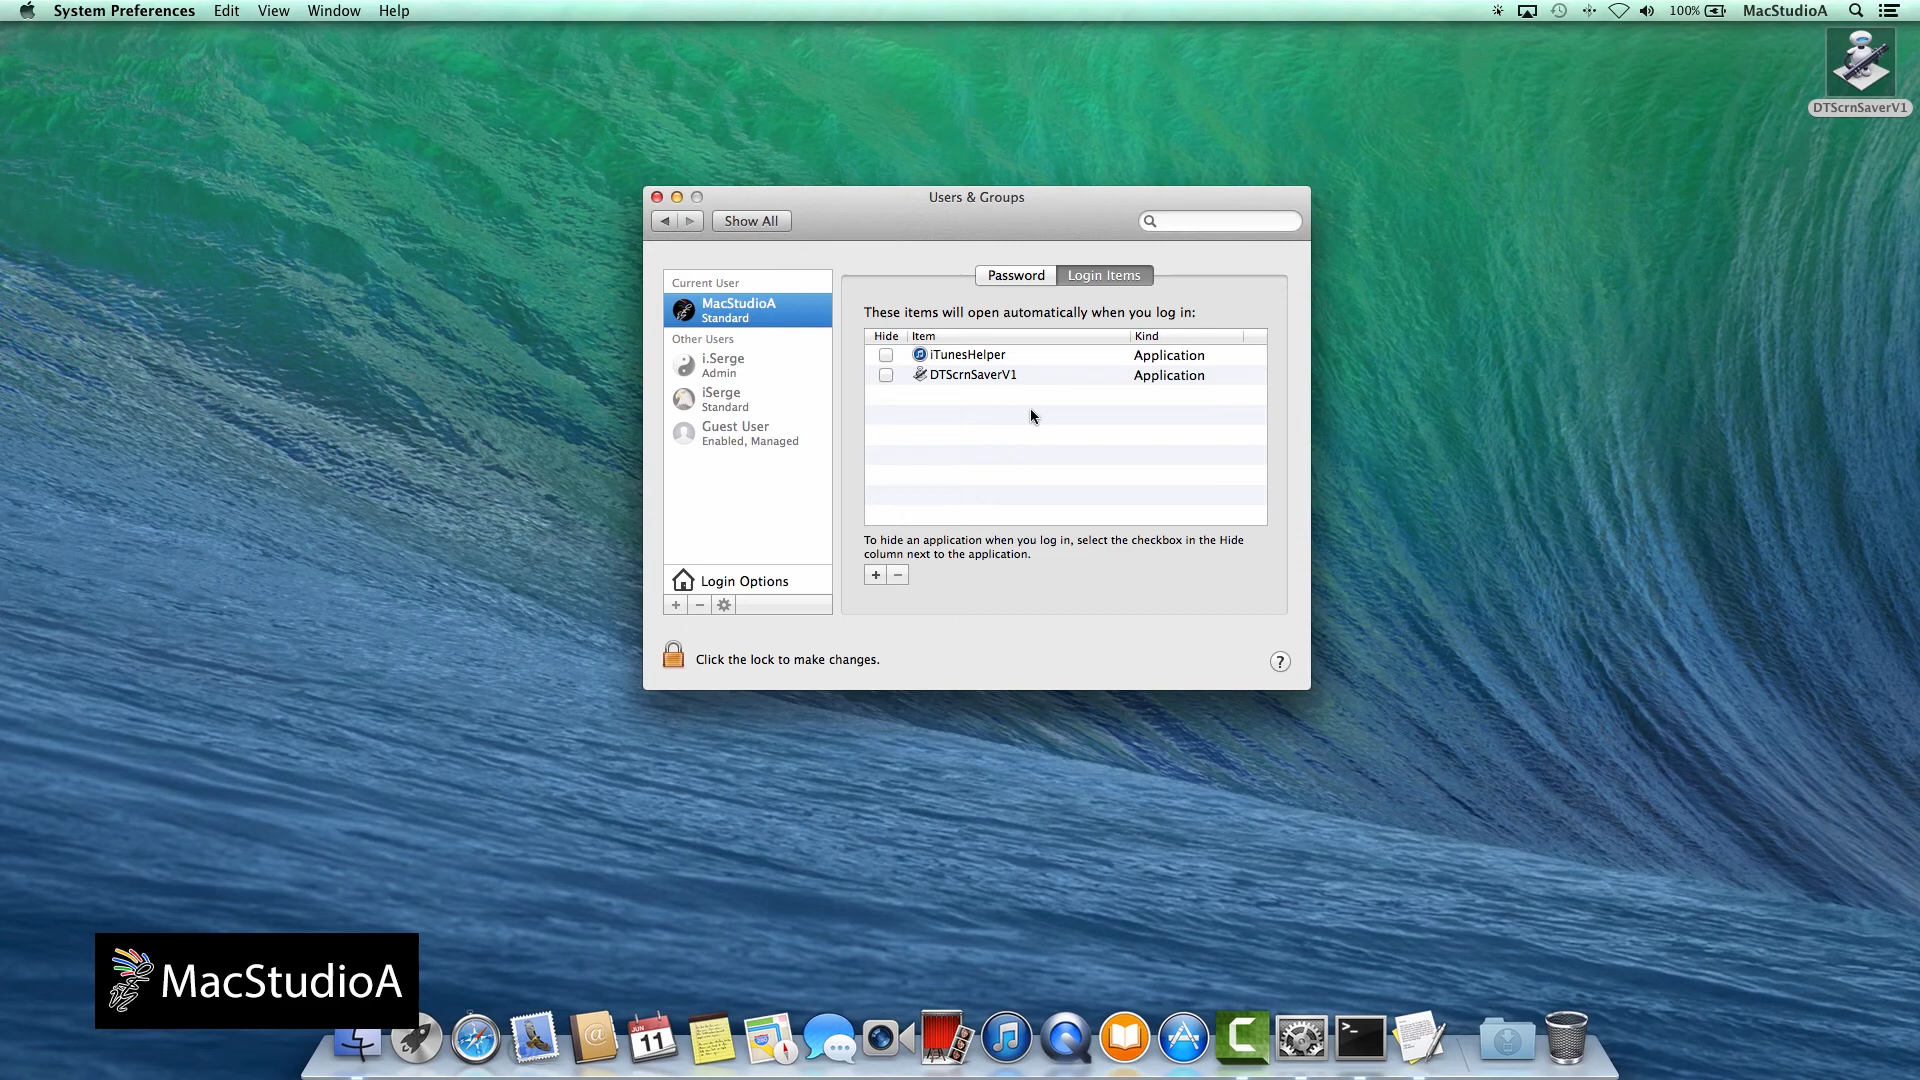 System Preferences Edit View Window Help
100% MacStudioA
DTScrnSaverV1
Users & Groups
Show All
Password Login Items
Current User
MacStudioA
Standard
Other Users
i.Serge
Admin
iSerge
Standard
Guest User
Enabled, Managed
Login Options
+ −
These items will open automatically when you log in:
Hide Item Kind
iTunesHelper Application
DTScrnSaverV1 Application
To hide an application when you log in, select the checkbox in the Hide
column next to the application.
+ −
Click the lock to make changes.
?
MacStudioA
JUN
11